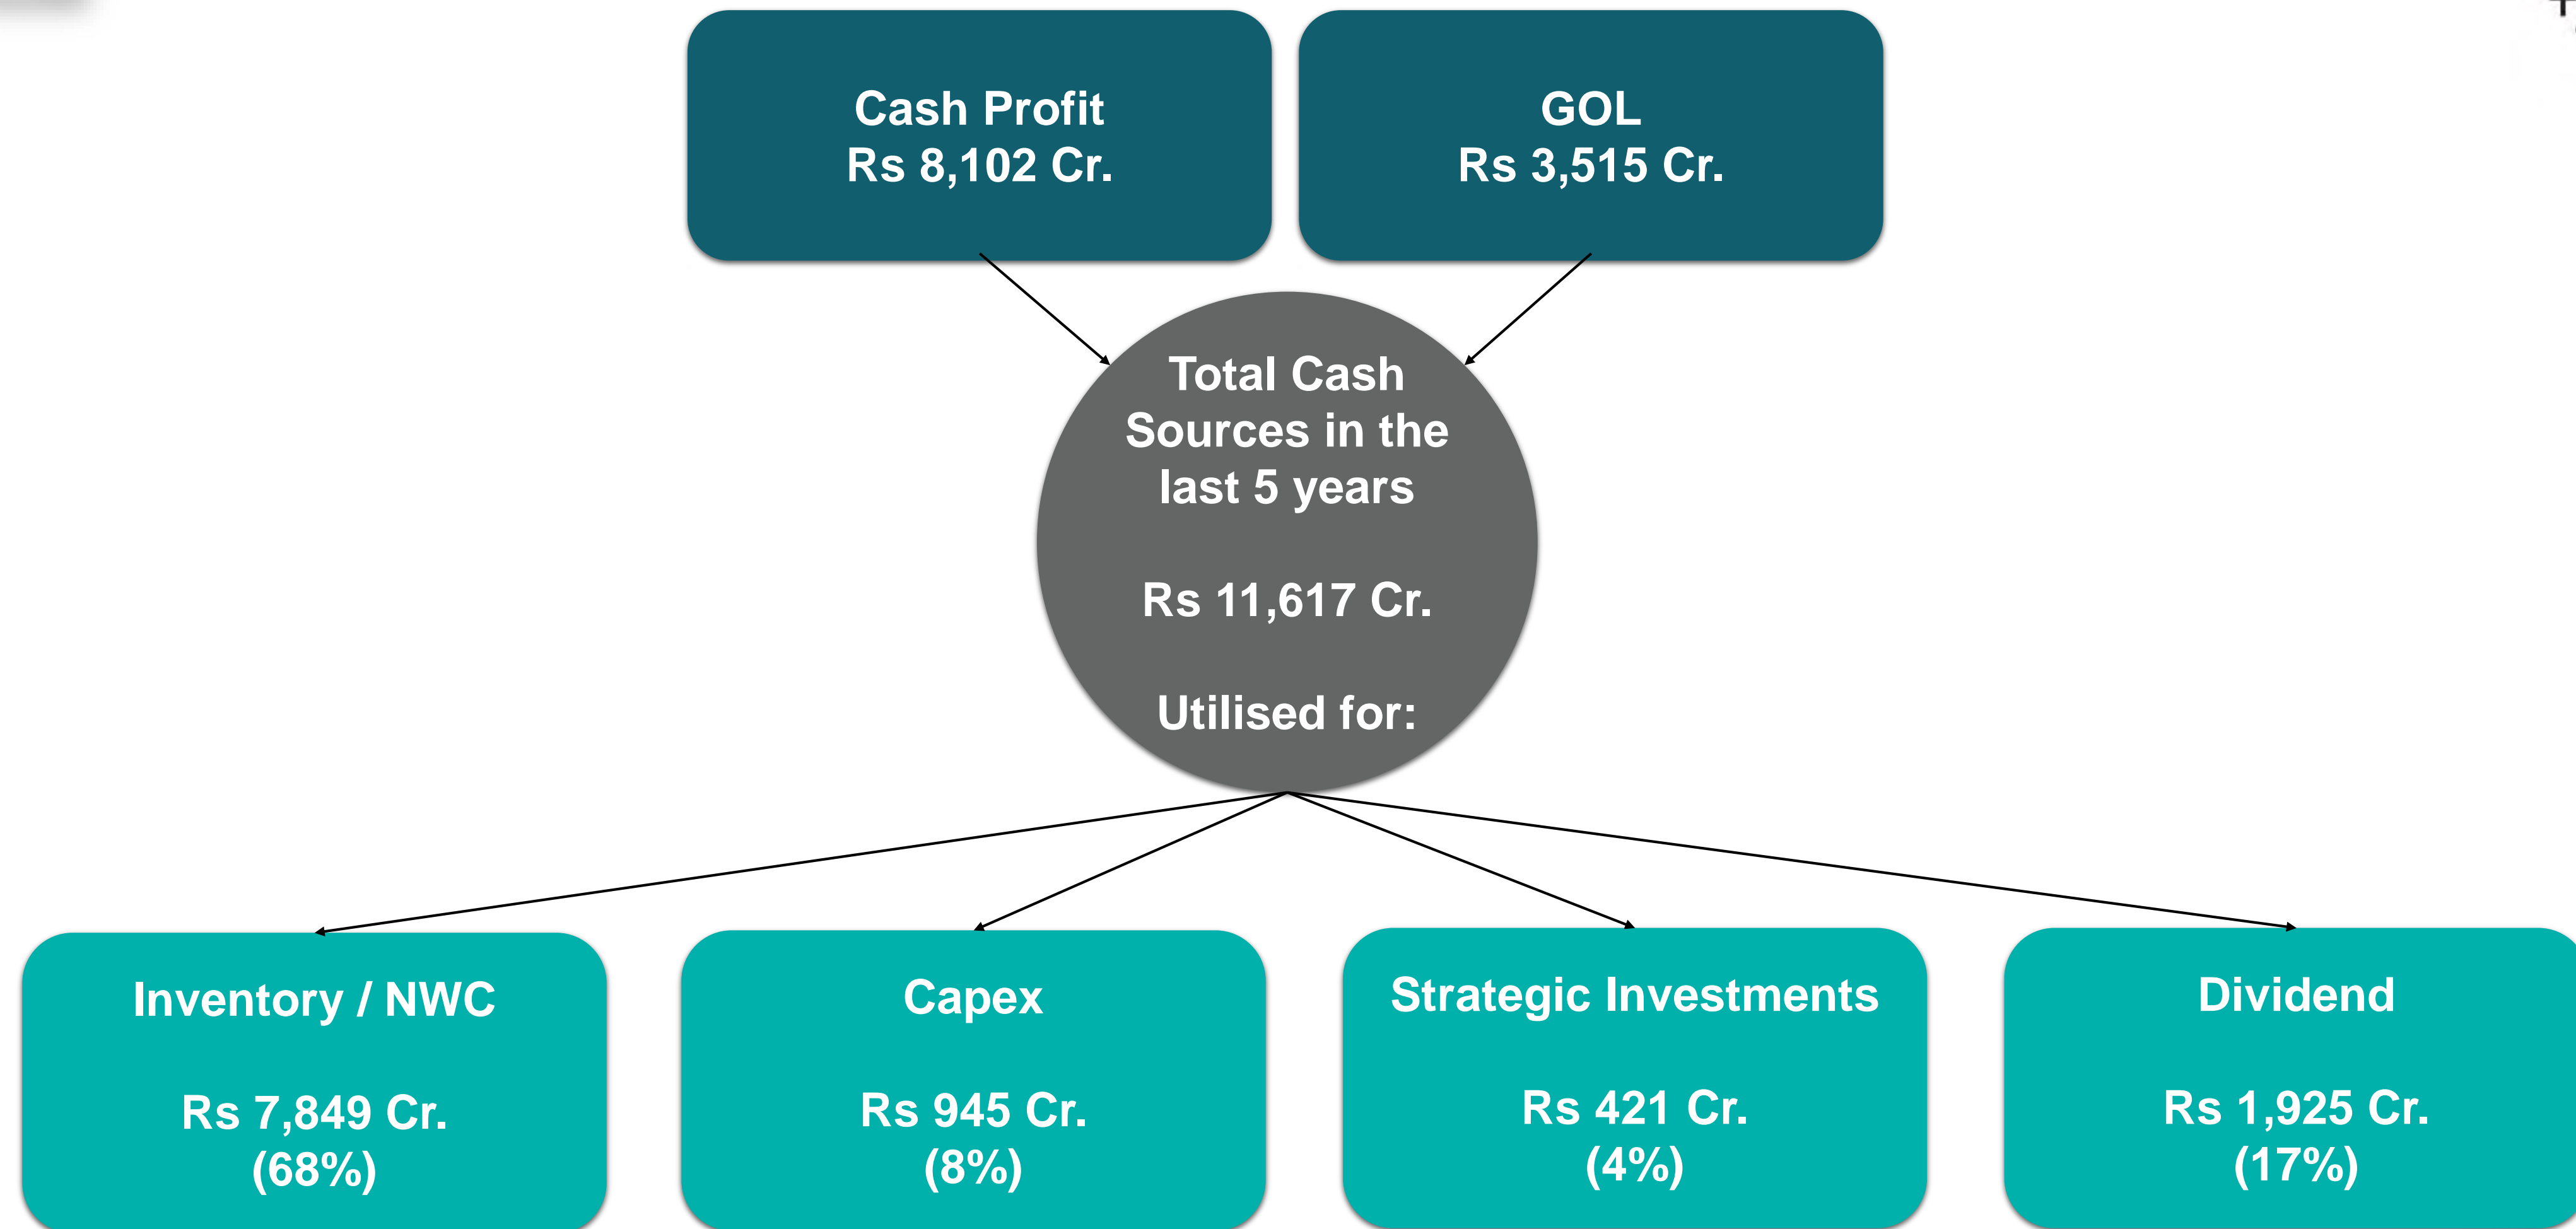 Cash Profit
Rs 8,102 Cr.
GOL
Rs 3,515 Cr.
Total Cash
Sources in the
last 5 years
Rs 11,617 Cr.
Utilised for:
Inventory / NWC
Rs 7,849 Cr.
(68%)
Capex
Rs 945 Cr.
(8%)
Strategic Investments
Rs 421 Cr.
(4%)
Dividend
Rs 1,925 Cr.
(17%)